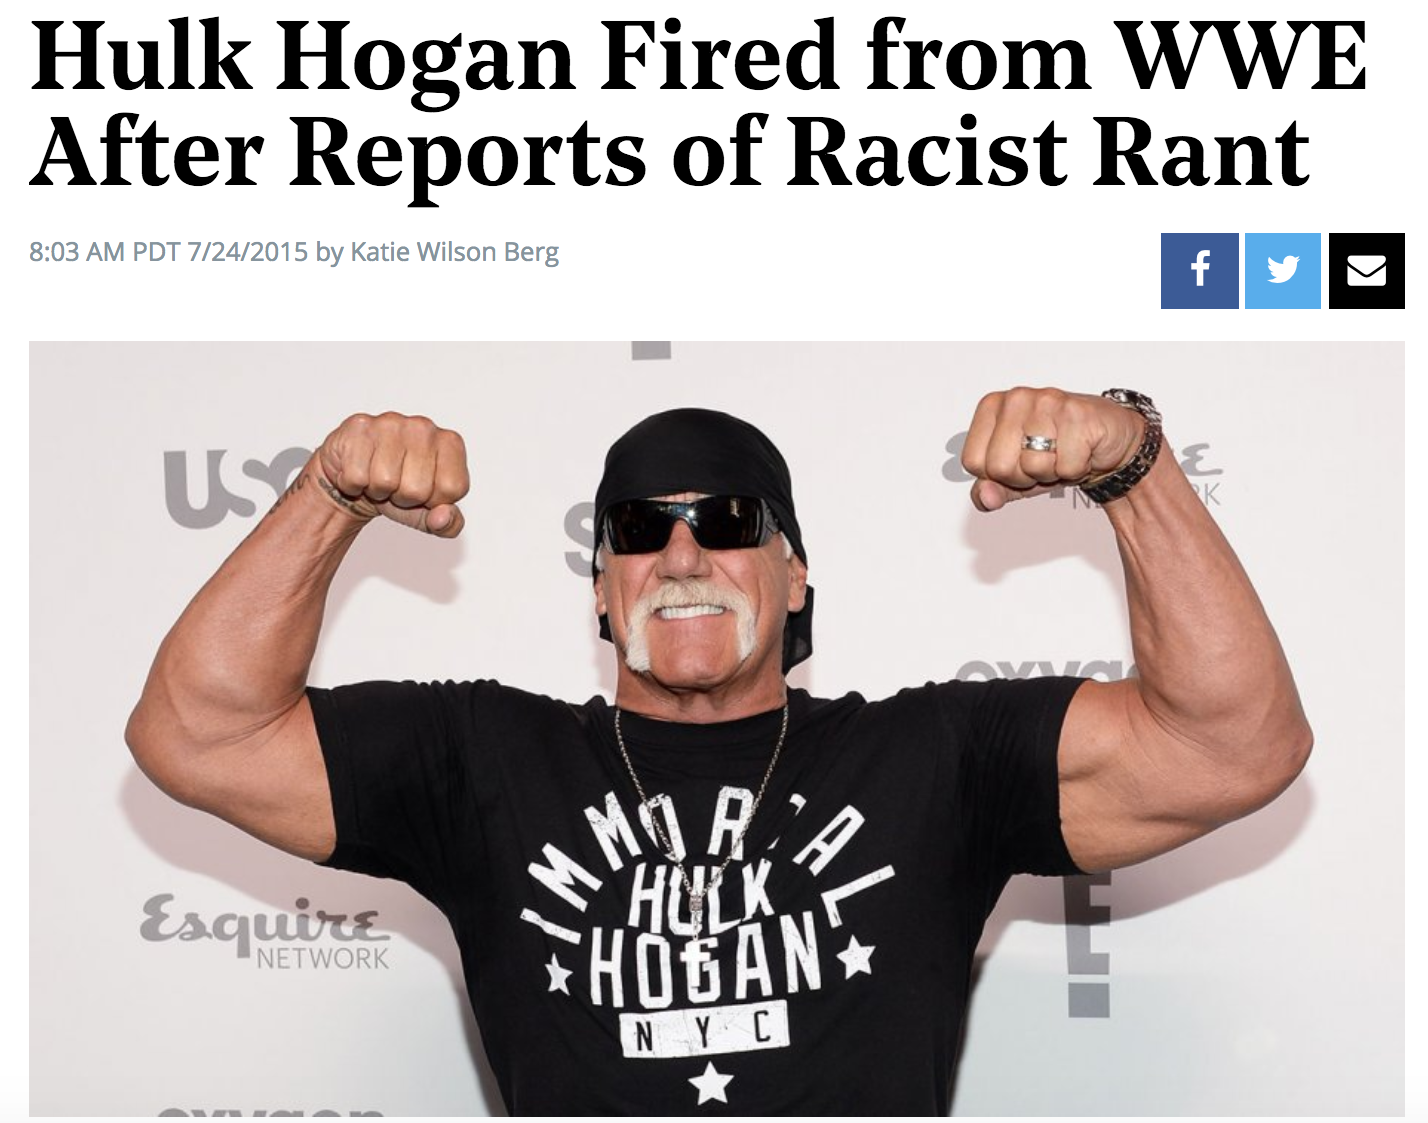 Hulk Hogan Fired from WWE
After Reports of Racist Rant
8:03 AM PDT 7/24/2015 by Katie Wilson Berg
IMMORTAL
HULK
HOGAN
NYC
Esquire
NETWORK
E!
oxygen